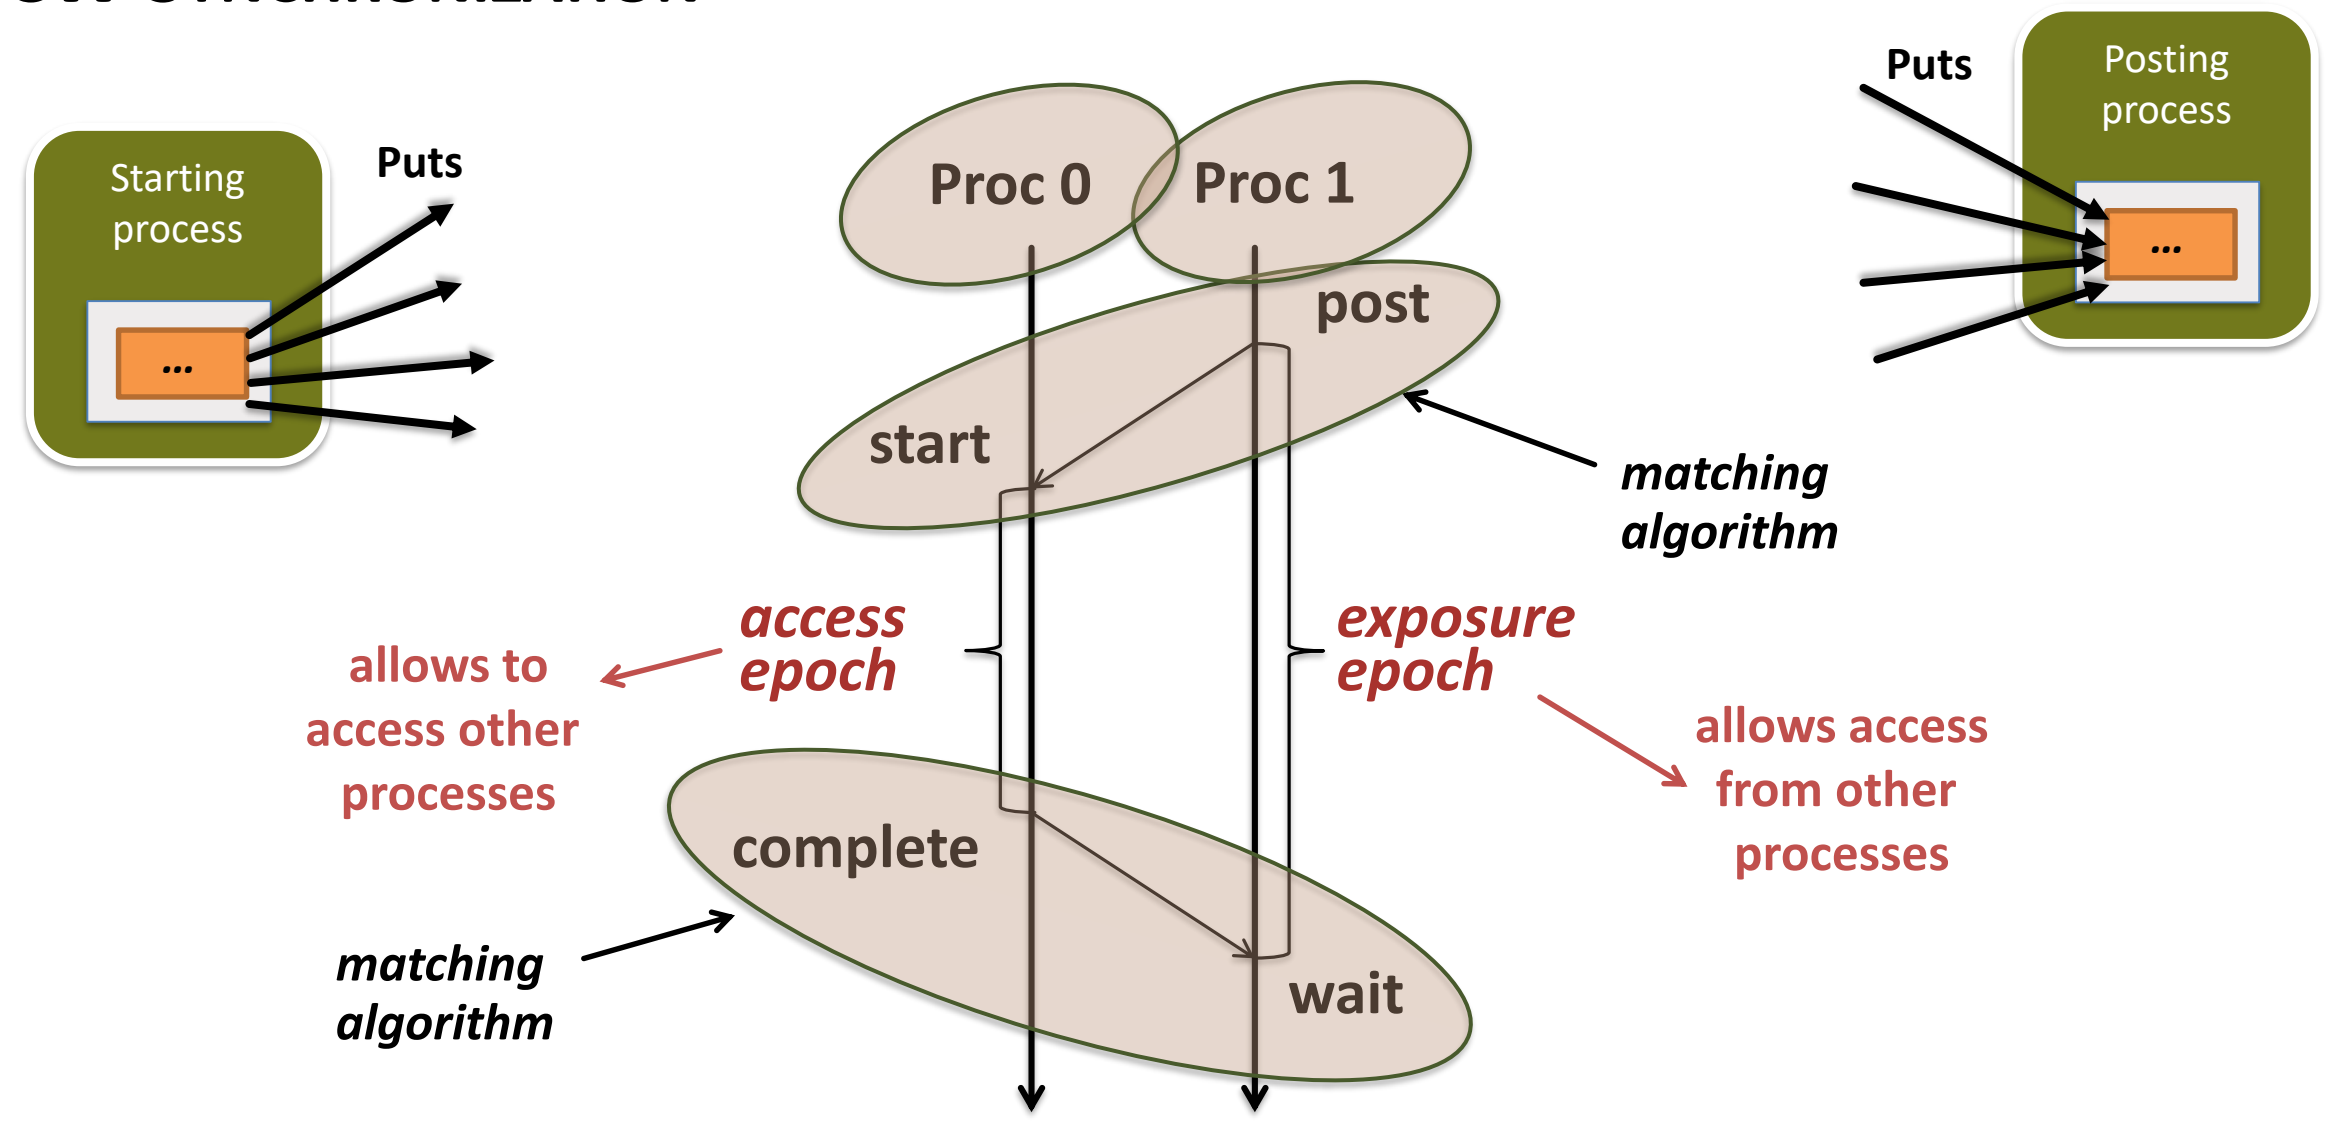 Posting
process
Puts
Starting
process
Puts
...
...
Proc 0
Proc 1
post
start
matching
algorithm
access
epoch
exposure
epoch
allows to
access other
processes
allows access
from other
processes
complete
wait
matching
algorithm